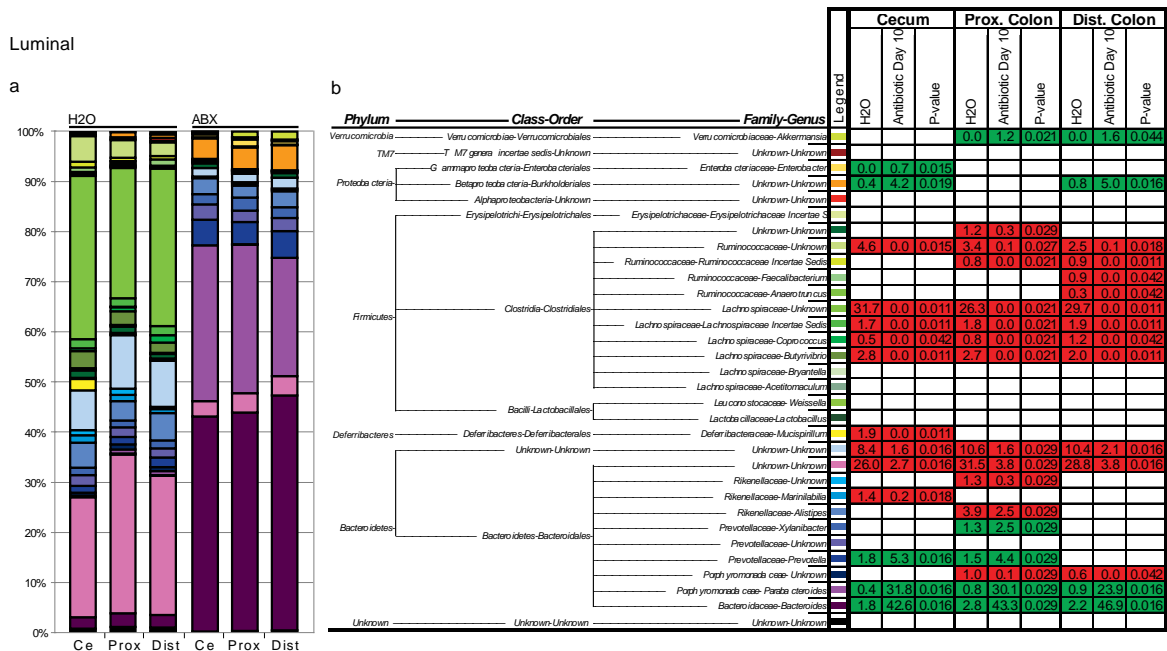 Luminal
a
H2O ABX
100%
90%
80%
70%
60%
50%
40%
30%
20%
10%
0%
Ce Prox Dist Ce Prox Dist
b
Cecum Prox. Colon Dist. Colon
Legend H2O Antibiotic Day 10 P-value H2O Antibiotic Day 10 P-value H2O Antibiotic Day 10 P-value
Phylum Class-Order Family-Genus
Verrucomicrobia Verrucomicrobiae-Verrucomicrobiales Verrucomicrobiaceae-Akkermansia 0.0 1.2 0.021 0.0 1.6 0.044
TM7 TM7 genera incertae sedis-Unknown Unknown-Unknown
Proteobacteria Gammaproteobacteria-Enterobacteriales Enterobacteriaceae-Enterobacter 0.0 0.7 0.015
Betaproteobacteria-Burkholderiales Unknown-Unknown 0.4 4.2 0.019 0.8 5.0 0.016
Alphaproteobacteria-Unknown Unknown-Unknown
Erysipelotrichi-Erysipelotrichales Erysipelotrichaceae-Erysipelotrichaceae Incertae S
Unknown-Unknown 1.2 0.3 0.029
Ruminococcaceae-Unknown 4.6 0.0 0.015 3.4 0.1 0.027 2.5 0.1 0.018
Ruminococcaceae-Ruminococcaceae Incertae Sedis 0.8 0.0 0.021 0.9 0.0 0.011
Ruminococcaceae-Faecalibacterium 0.9 0.0 0.042
Ruminococcaceae-Anaerotruncus 0.3 0.0 0.042
Firmicutes Clostridia-Clostridiales Lachnospiraceae-Unknown 31.7 0.0 0.011 26.3 0.0 0.021 29.7 0.0 0.011
Lachnospiraceae-Lachnospiraceae Incertae Sedis 1.7 0.0 0.011 1.8 0.0 0.021 1.9 0.0 0.011
Lachnospiraceae-Coprococcus 0.5 0.0 0.042 0.8 0.0 0.021 1.2 0.0 0.042
Lachnospiraceae-Butyrivibrio 2.8 0.0 0.011 2.7 0.0 0.021 2.0 0.0 0.011
Lachnospiraceae-Bryantella
Lachnospiraceae-Acetitomaculum
Bacilli-Lactobacillales Leuconostocaceae-Weissella
Lactobacillaceae-Lactobacillus
Deferribacteres Deferribacteres-Deferribacterales Deferribacteraceae-Mucispirillum 1.9 0.0 0.011
Unknown-Unknown Unknown-Unknown 8.4 1.6 0.016 10.6 1.6 0.029 10.4 2.1 0.016
Unknown-Unknown 26.0 2.7 0.016 31.5 3.8 0.029 28.8 3.8 0.016
Rikenellaceae-Unknown 1.3 0.3 0.029
Rikenellaceae-Marinilabilia 1.4 0.2 0.018
Rikenellaceae-Alistipes 3.9 2.5 0.029
Bacteroidetes Bacteroidetes-Bacteroidales Prevotellaceae-Xylanibacter 1.3 2.5 0.029
Prevotellaceae-Unknown
Prevotellaceae-Prevotella 1.8 5.3 0.016 1.5 4.4 0.029
Porphyromonadaceae-Unknown 1.0 0.1 0.029 0.6 0.0 0.042
Porphyromonadaceae-Parabacteroides 0.4 31.8 0.016 0.8 30.1 0.029 0.9 23.9 0.016
Bacteroidaceae-Bacteroides 1.8 42.6 0.016 2.8 43.3 0.029 2.2 46.9 0.016
Unknown Unknown-Unknown Unknown-Unknown